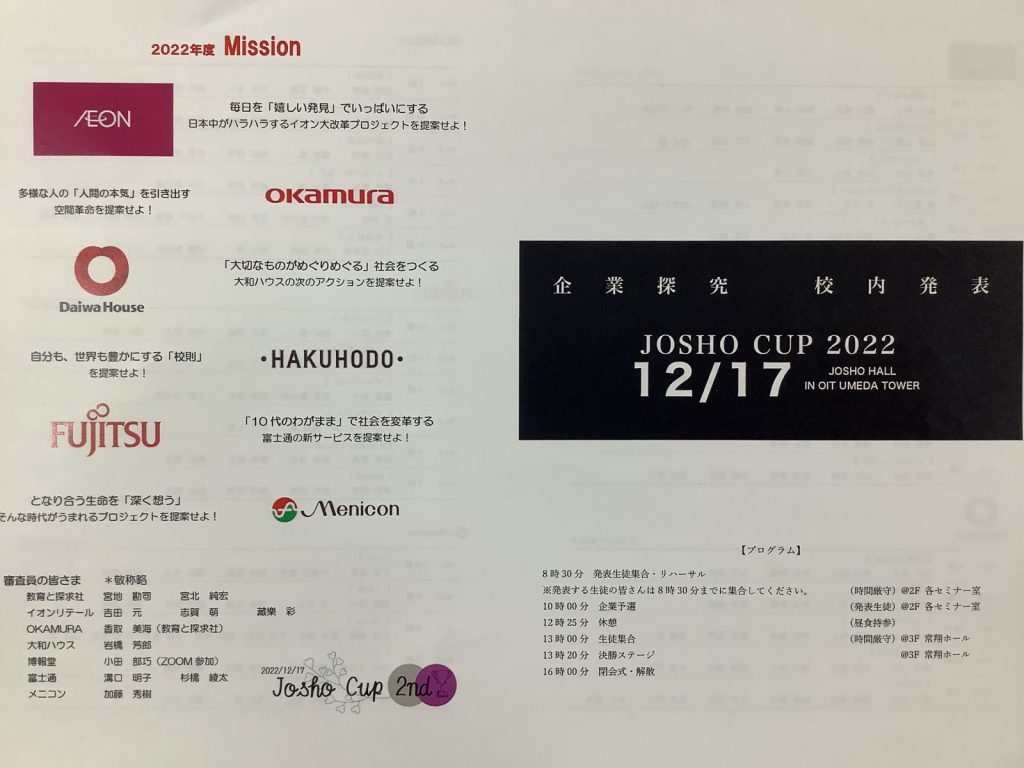 2022年度 Mission
ÆON
毎日を「嬉しい発見」でいっぱいにする
日本中がハラハラするイオン大改革プロジェクトを提案せよ！
多様な人の「人間の本気」を引き出す
空間革命を提案せよ！
OKamura
DaiwaHouse
「大切なものがめぐりめぐる」社会をつくる
大和ハウスの次のアクションを提案せよ！
自分も、世界も豊かにする「校則」
を提案せよ！
・HAKUHODO・
FUJITSU
「10代のわがまま」で社会を変革する
富士通の新サービスを提案せよ！
となり合う生命を「深く想う」
そんな時代がうまれるプロジェクトを提案せよ！
Menicon
審査員の皆さま ＊敬称略
教育と探求社 宮地 勘司 宮北 純宏
イオンリテール 吉田 元 志賀 萌 越樂 彩
OKAMURA 香取 美海（教育と探求社）
大和ハウス 岩橋 芳郎
博報堂 小田 部巧（ZOOM参加）
富士通 溝口 明子 杉橋 綾太
メニコン 加藤 秀樹
2022/12/17
Josho Cup 2nd
企業探究 校内発表
JOSHO CUP 2022
12/17 JOSHO HALL
IN OIT UMEDA TOWER
【プログラム】
8時30分 発表生徒集合・リハーサル
※発表する生徒の皆さんは8時30分までに集合してください。 （時間厳守）@2F 各セミナー室
10時00分 企業予選 （発表生徒）@2F 各セミナー室
12時25分 休憩 （昼食持参）
13時00分 生徒集合 （時間厳守）@3F 常翔ホール
13時20分 決勝ステージ @3F 常翔ホール
16時00分 閉会式・解散